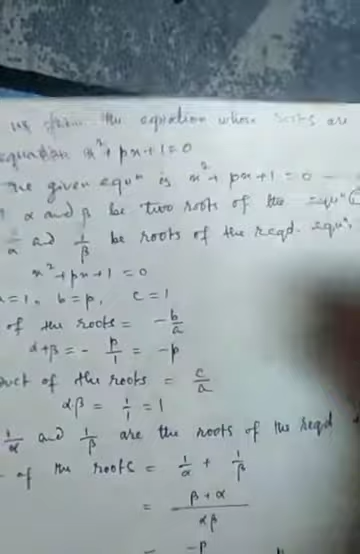 the equation whose roots are
equation x² + px + 1 = 0
The given equⁿ is x² + px + 1 = 0
α and β be two roots of the equⁿ
1/α and 1/β be roots of the reqd. equⁿ.
x² + px + 1 = 0
a = 1, b = p, c = 1
of the roots = - b/a
α + β = - p/1 = -p
duct of the roots = c/a
αβ = 1/1 = 1
1/α and 1/β are the roots of the reqd
of the roots = 1/α + 1/β
= β + α / αβ
= -p